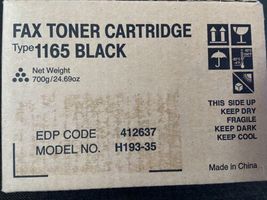 FAX TONER CARTRIDGE
Type 1165 BLACK
Net Weight
700g/24.69oz
THIS SIDE UP
KEEP DRY
FRAGILE
KEEP DARK
KEEP COOL
EDP CODE 412637
MODEL NO. H193-35
Made in China